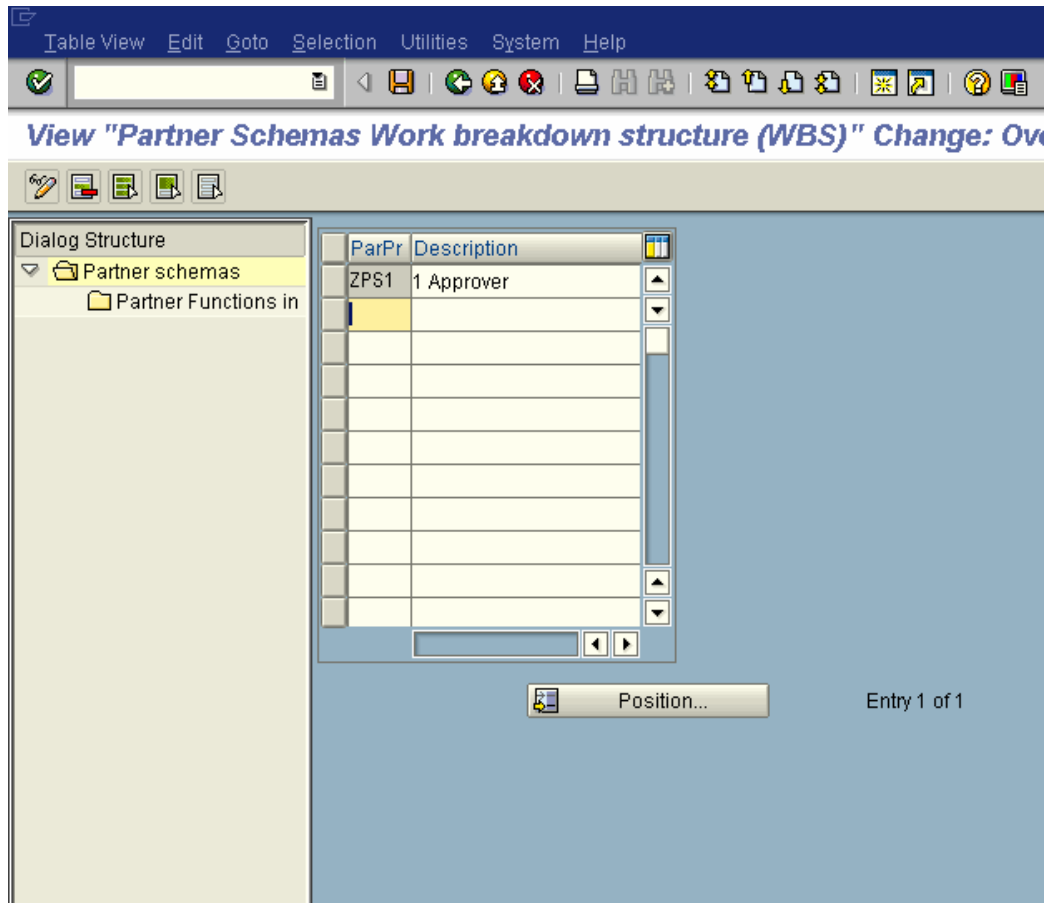 Table View Edit Goto Selection Utilities System Help
View "Partner Schemas Work breakdown structure (WBS)" Change: Ov
Dialog Structure
Partner schemas
Partner Functions in
ParPr Description
ZPS1 1 Approver
Position...
Entry 1 of 1